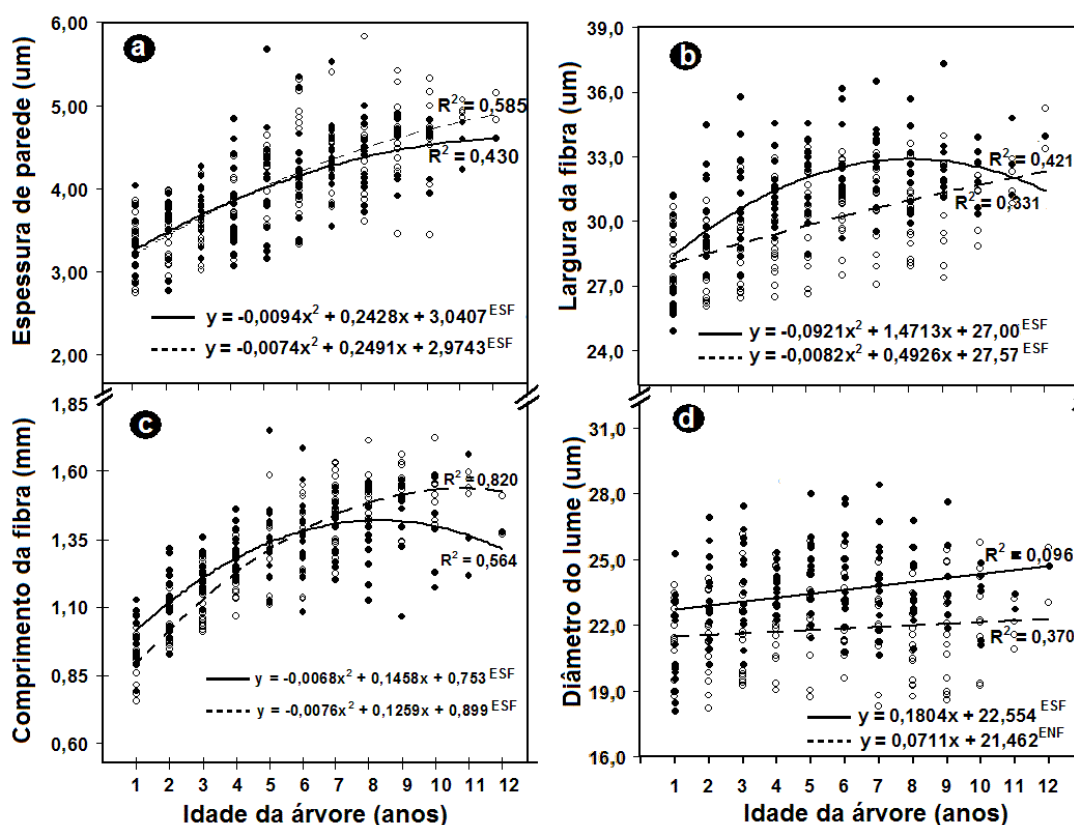 a
Espessura de parede (um)
6,00
5,00
4,00
3,00
2,00
R² = 0,585
R² = 0,430
y = -0,0094x² + 0,2428x + 3,0407 ESF
y = -0,0074x² + 0,2491x + 2,9743 ESF
b
Largura da fibra (um)
39,0
36,0
33,0
30,0
27,0
24,0
R² = 0,421
R² = 0,331
y = -0,0921x² + 1,4713x + 27,00 ESF
y = -0,0082x² + 0,4926x + 27,57 ESF
c
Comprimento da fibra (mm)
1,85
1,60
1,35
1,10
0,85
0,60
R² = 0,820
R² = 0,564
y = -0,0068x² + 0,1458x + 0,753 ESF
y = -0,0076x² + 0,1259x + 0,899 ESF
1 2 3 4 5 6 7 8 9 10 11 12
Idade da árvore (anos)
d
Diâmetro do lume (um)
31,0
28,0
25,0
22,0
19,0
16,0
R² = 0,096
R² = 0,370
y = 0,1804x + 22,554 ESF
y = 0,0711x + 21,462 ENF
1 2 3 4 5 6 7 8 9 10 11 12
Idade da árvore (anos)